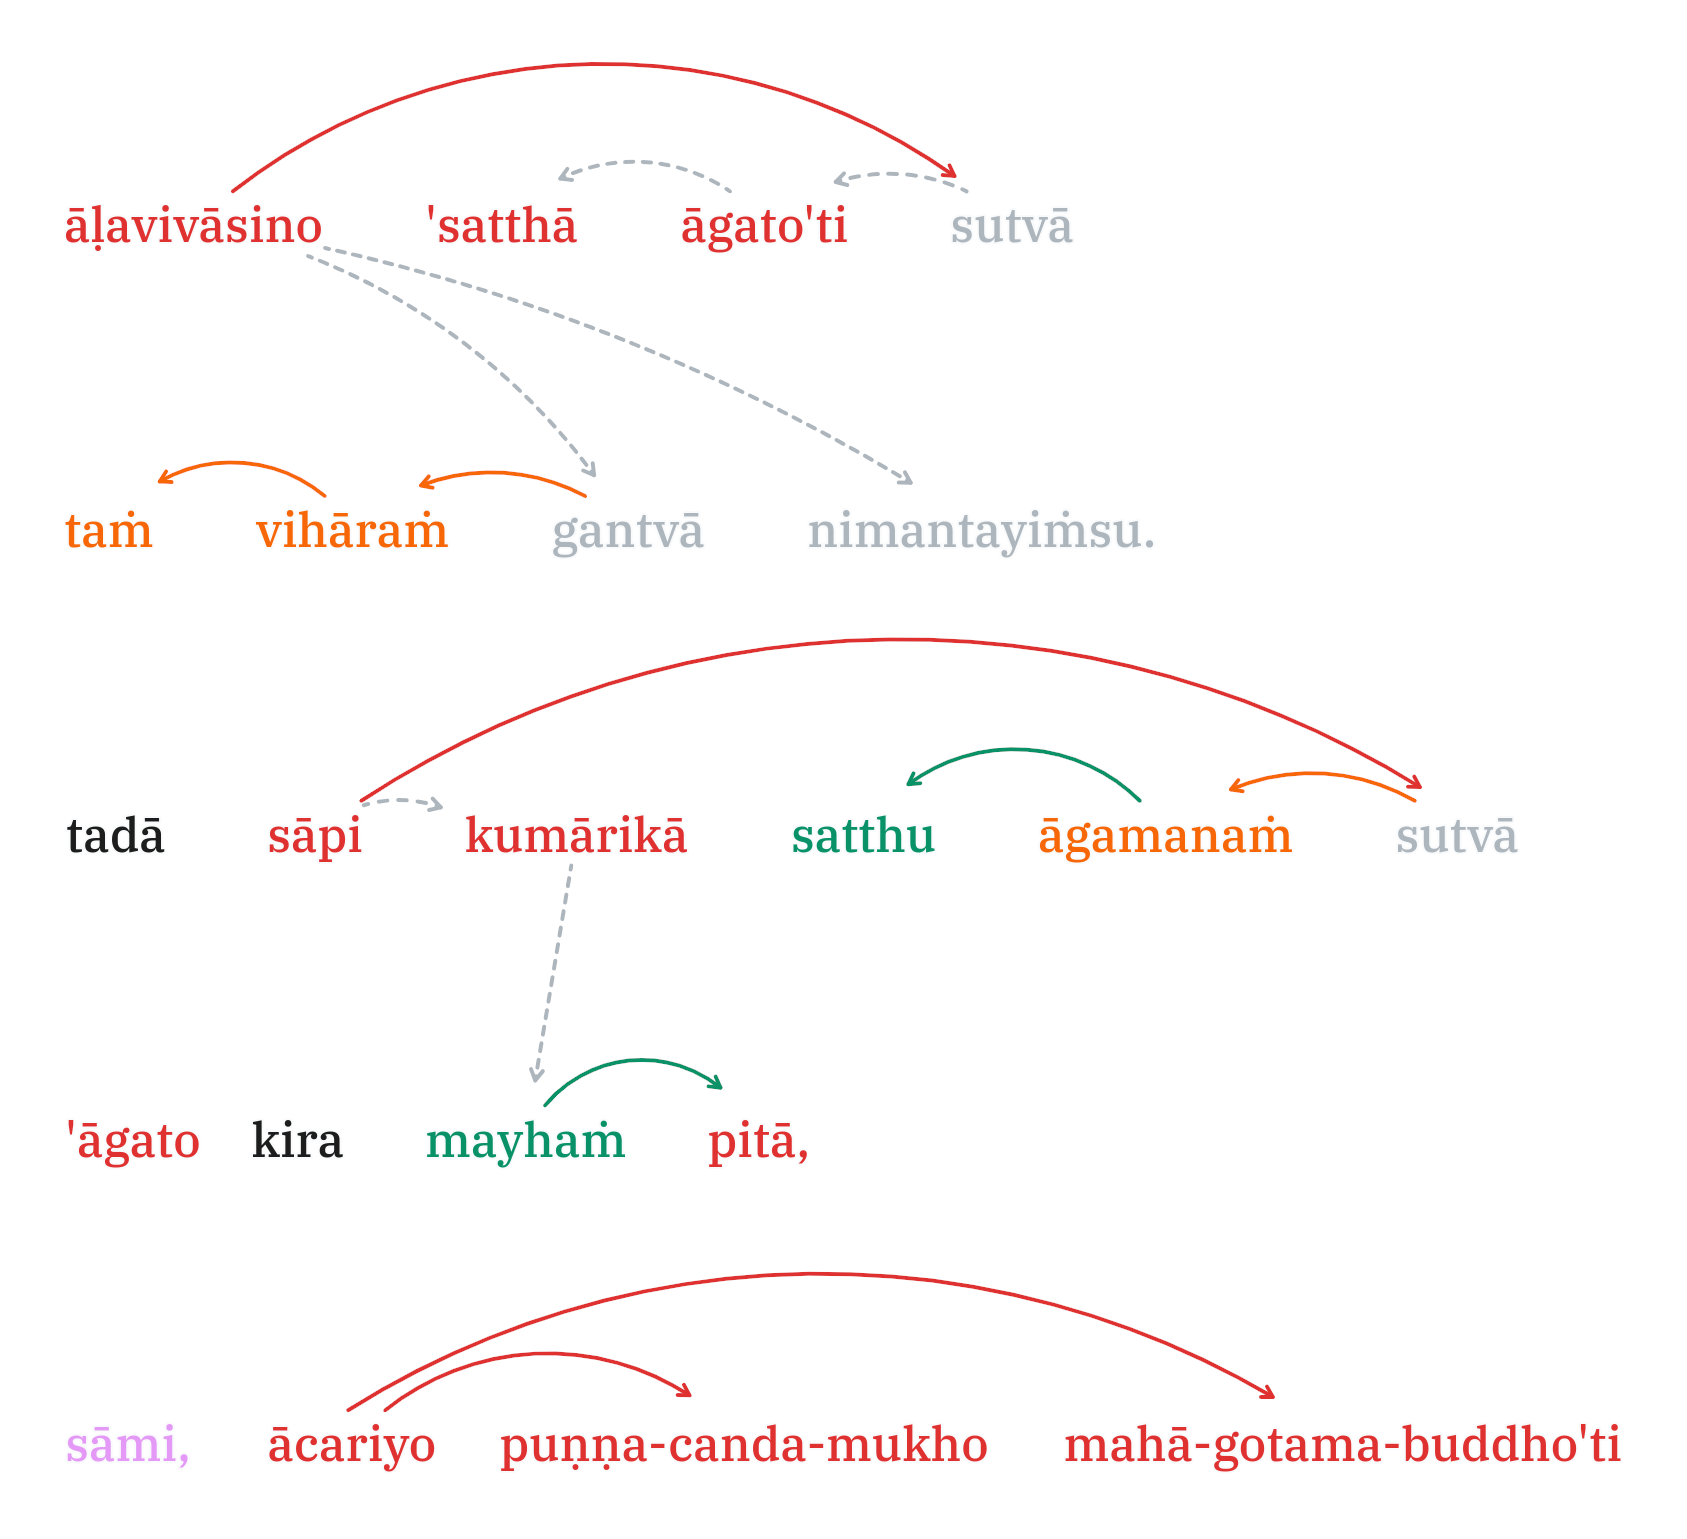 āḷavivāsino 'satthā āgato'ti sutvā
taṁ vihāraṁ gantvā nimantayiṁsu.
tadā sāpi kumārikā satthu āgamanaṁ sutvā
'āgato kira mayhaṁ pitā,
sāmi, ācariyo puṇṇa-canda-mukho mahā-gotama-buddho'ti